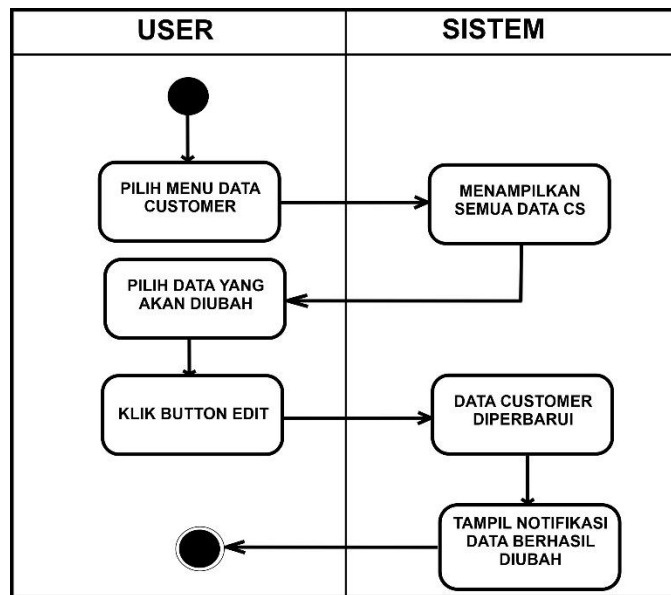 USER
SISTEM
PILIH MENU DATA
CUSTOMER
MENAMPILKAN
SEMUA DATA CS
PILIH DATA YANG
AKAN DIUBAH
KLIK BUTTON EDIT
DATA CUSTOMER
DIPERBARUI
TAMPIL NOTIFIKASI
DATA BERHASIL
DIUBAH